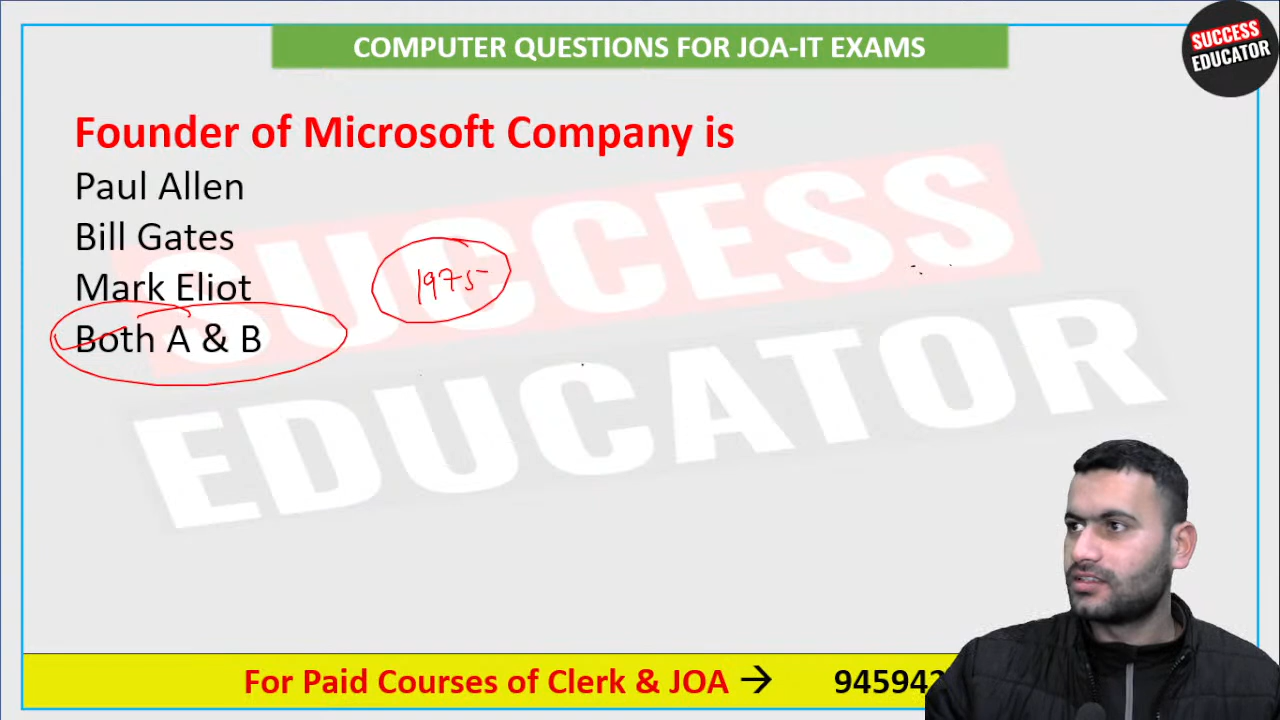 COMPUTER QUESTIONS FOR JOA-IT EXAMS
SUCCESS
EDUCATOR
Founder of Microsoft Company is
Paul Allen
Bill Gates
Mark Eliot
1975
Both A & B
SUCCESS
EDUCATOR
For Paid Courses of Clerk & JOA → 94594